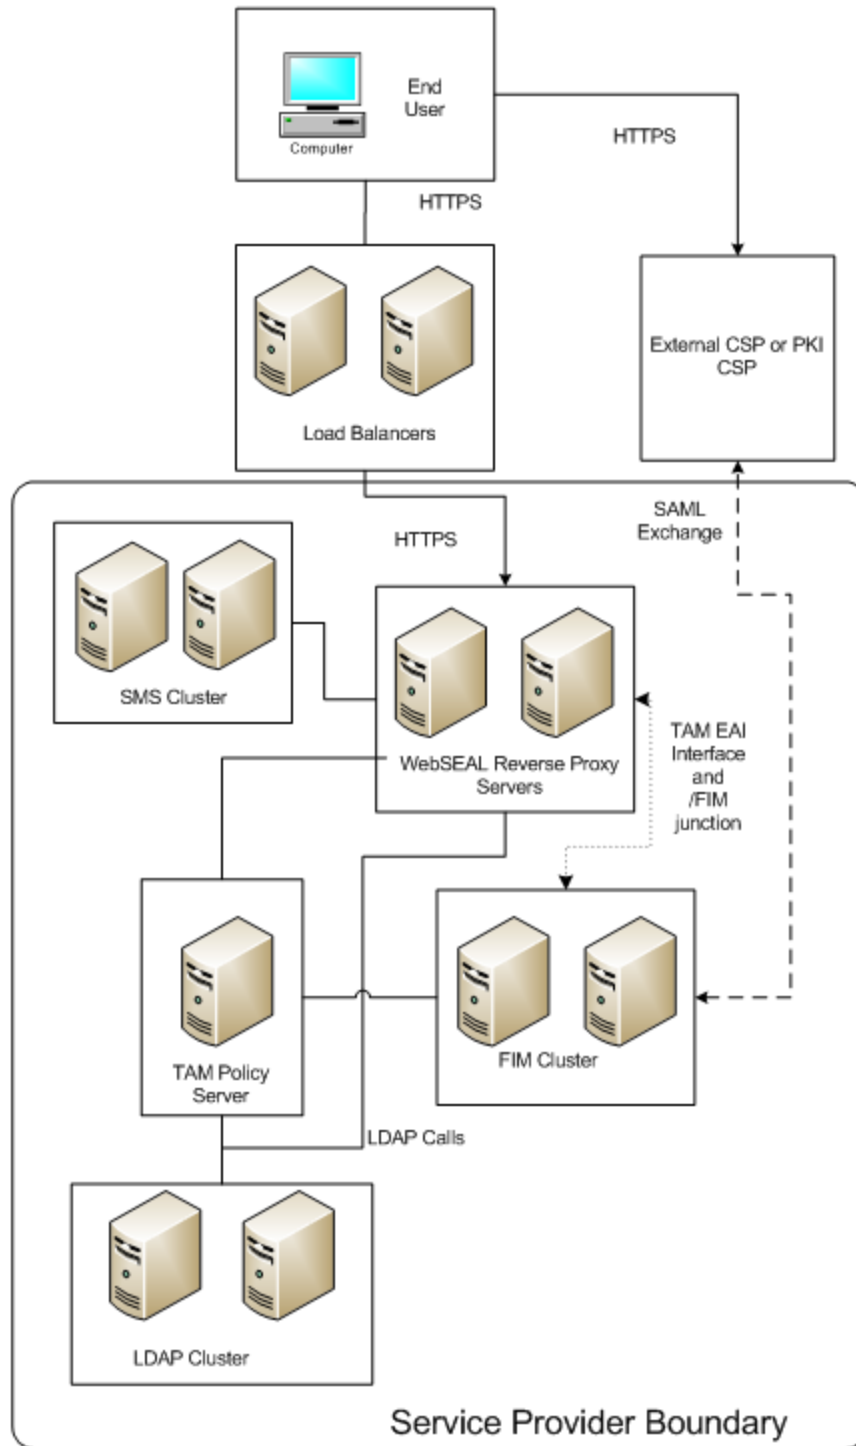 End
User
Computer
HTTPS
HTTPS
Load Balancers
External CSP or PKI
CSP
SAML
Exchange
HTTPS
SMS Cluster
WebSEAL Reverse Proxy
Servers
TAM EAI
Interface
and
/FIM
junction
TAM Policy
Server
FIM Cluster
LDAP Calls
LDAP Cluster
Service Provider Boundary